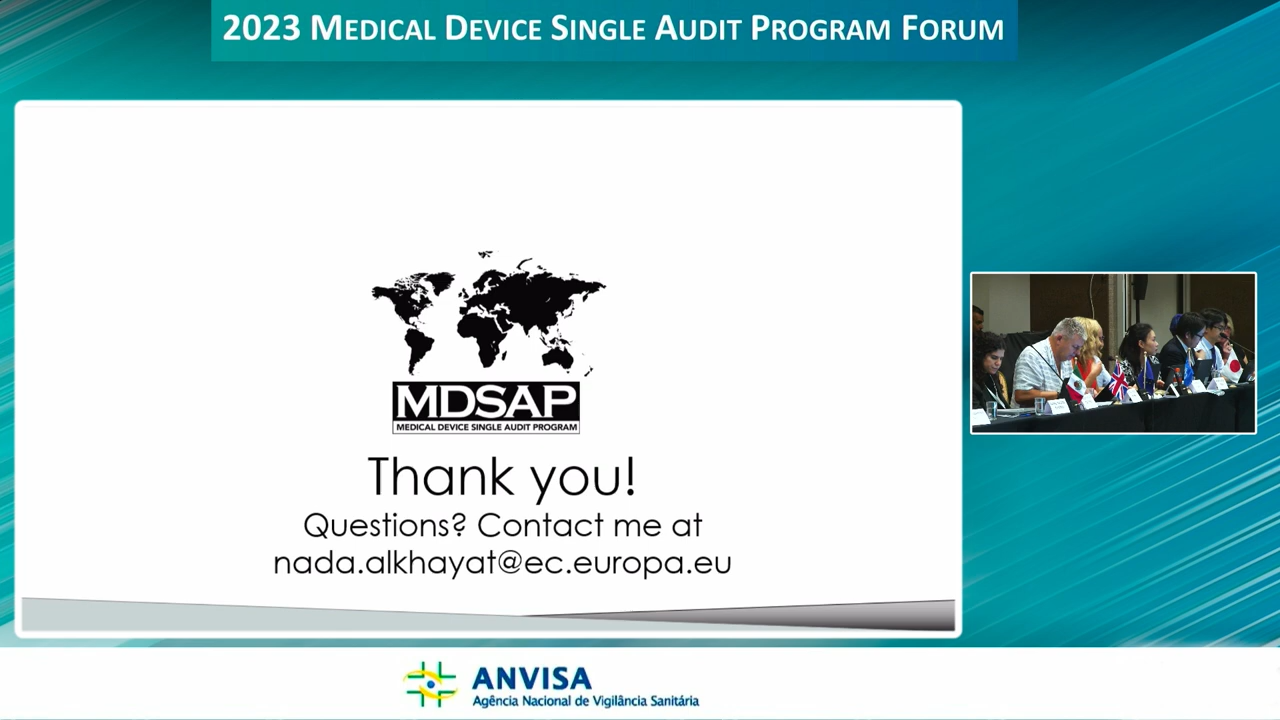 2023 MEDICAL DEVICE SINGLE AUDIT PROGRAM FORUM
MDSAP
MEDICAL DEVICE SINGLE AUDIT PROGRAM
Thank you!
Questions? Contact me at
nada.alkhayat@ec.europa.eu
ANVISA
Agência Nacional de Vigilância Sanitária